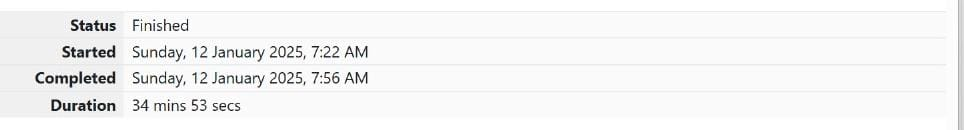 Status Finished
Started Sunday, 12 January 2025, 7:22 AM
Completed Sunday, 12 January 2025, 7:56 AM
Duration 34 mins 53 secs